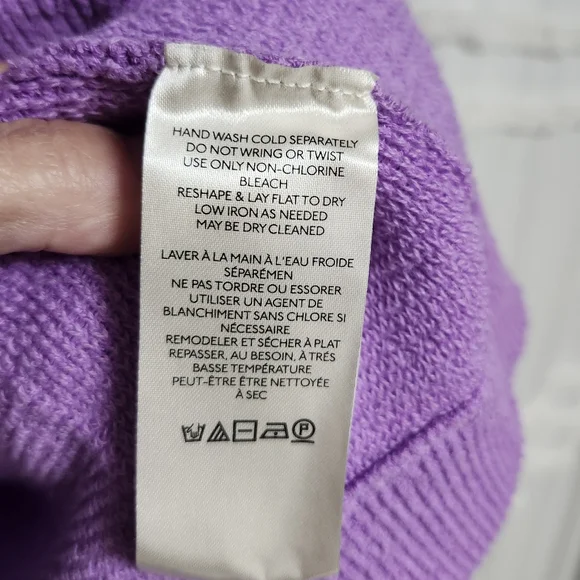 HAND WASH COLD SEPARATELY
DO NOT WRING OR TWIST
USE ONLY NON-CHLORINE
BLEACH
RESHAPE & LAY FLAT TO DRY
LOW IRON AS NEEDED
MAY BE DRY CLEANED
LAVER À LA MAIN À L'EAU FROIDE
SÉPARÉMEN
NE PAS TORDRE OU ESSORER
UTILISER UN AGENT DE
BLANCHIMENT SANS CHLORE SI
NÉCESSAIRE
REMODELER ET SÈCHER À PLAT
REPASSER, AU BESOIN, À TRÉS
BASSE TEMPÉRATURE
PEUT-ÊTRE ÊTRE NETTOYÉE
À SEC
P